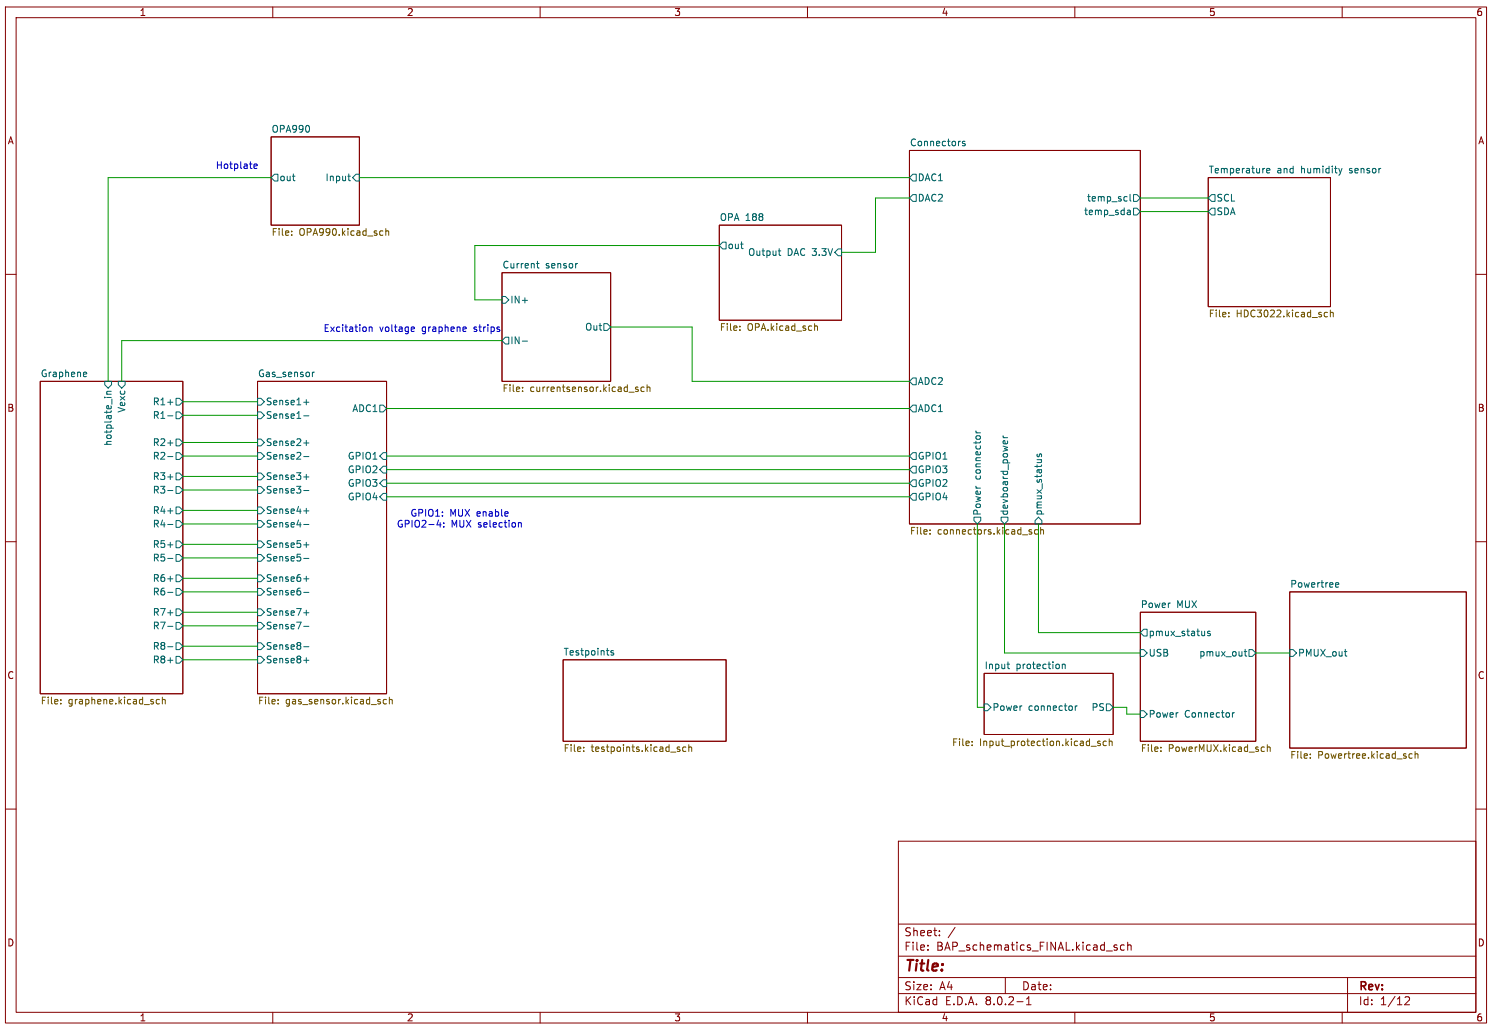 1 2 3 4 5 6
A A
B B
C C
D D
1 2 3 4 5 6
OPA990
Hotplate
out Input
File: OPA990.kicad_sch
OPA 188
out
Output DAC 3.3V
File: OPA.kicad_sch
Current sensor
IN+
Out
Excitation voltage graphene strips
IN-
File: currentsensor.kicad_sch
Connectors
DAC1
DAC2
temp_scl
temp_sda
ADC2
ADC1
GPIO1
GPIO3
GPIO2
GPIO4
Power connector
devboard_power
pmux_status
File: connectors.kicad_sch
Temperature and humidity sensor
SCL
SDA
File: HDC3022.kicad_sch
Graphene
hotplate_in
Vexc
R1+
R1-
R2+
R2-
R3+
R3-
R4+
R4-
R5+
R5-
R6+
R6-
R7+
R7-
R8-
R8+
File: graphene.kicad_sch
Gas_sensor
Sense1+
Sense1-
Sense2+
Sense2-
Sense3+
Sense3-
Sense4+
Sense4-
Sense5+
Sense5-
Sense6+
Sense6-
Sense7+
Sense7-
Sense8-
Sense8+
ADC1
GPIO1
GPIO2
GPIO3
GPIO4
File: gas_sensor.kicad_sch
GPIO1: MUX enable
GPIO2-4: MUX selection
Testpoints
File: testpoints.kicad_sch
Input protection
Power connector PS
File: Input_protection.kicad_sch
Power MUX
pmux_status
USB pmux_out
Power Connector
File: PowerMUX.kicad_sch
Powertree
PMUX_out
File: Powertree.kicad_sch
Sheet: /
File: BAP_schematics_FINAL.kicad_sch
Title:
Size: A4 Date: Rev:
KiCad E.D.A. 8.0.2-1 Id: 1/12